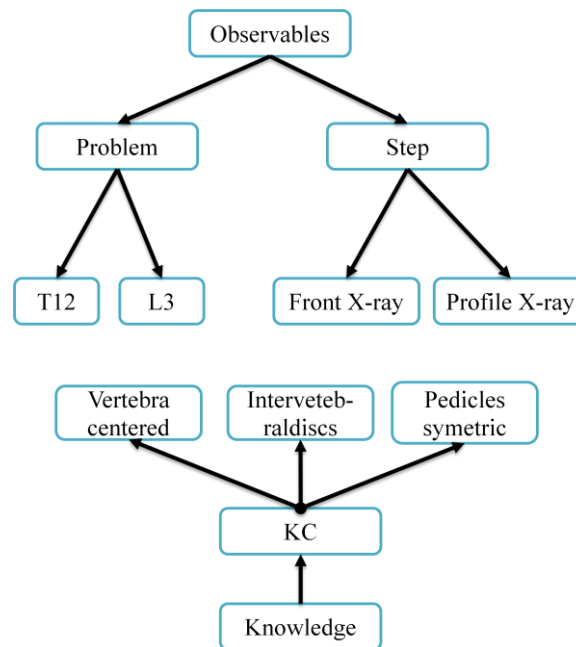 Observables
Problem
Step
T12
L3
Front X-ray
Profile X-ray
Vertebra
centered
Interveteb-
raldiscs
Pedicles
symetric
KC
Knowledge